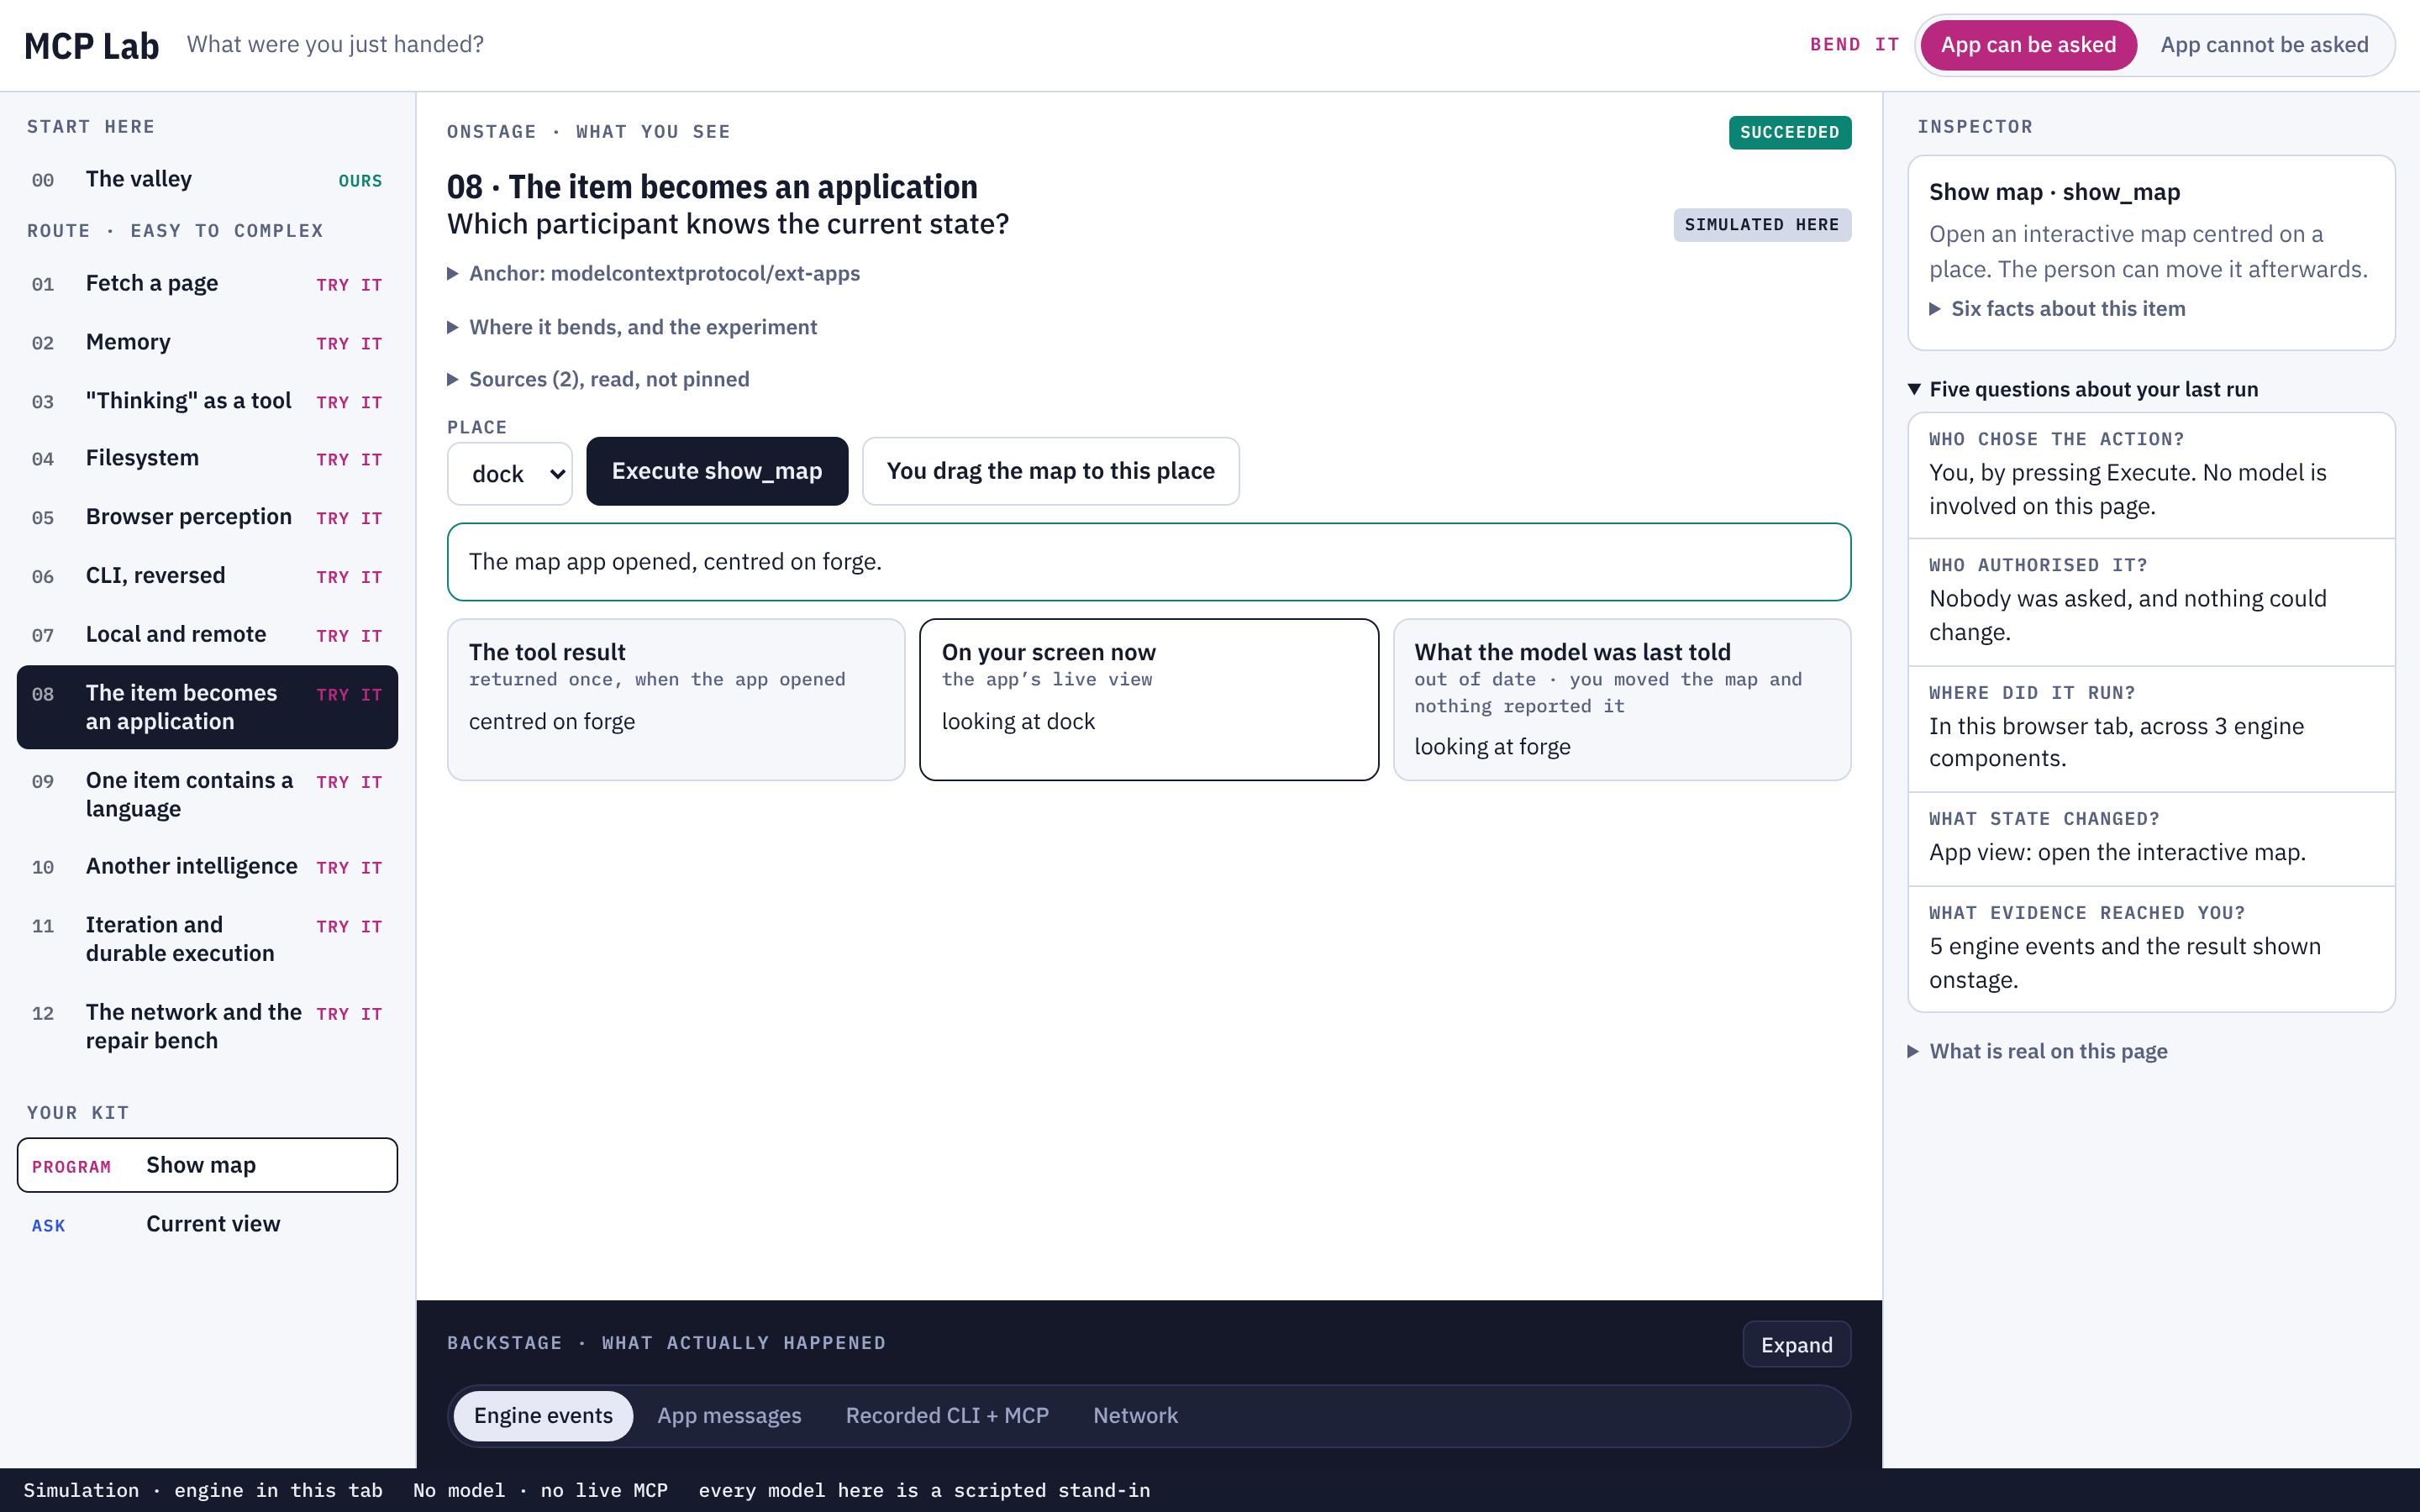 MCP Lab
What were you just handed?
BEND IT
App can be asked
App cannot be asked
START HERE
00 The valley OURS
ROUTE · EASY TO COMPLEX
01 Fetch a page TRY IT
02 Memory TRY IT
03 "Thinking" as a tool TRY IT
04 Filesystem TRY IT
05 Browser perception TRY IT
06 CLI, reversed TRY IT
07 Local and remote TRY IT
08 The item becomes TRY IT
an application
09 One item contains a TRY IT
language
10 Another intelligence TRY IT
11 Iteration and TRY IT
durable execution
12 The network and the TRY IT
repair bench
YOUR KIT
PROGRAM Show map
ASK Current view
ONSTAGE · WHAT YOU SEE
SUCCEEDED
08 · The item becomes an application
Which participant knows the current state?
SIMULATED HERE
▶ Anchor: modelcontextprotocol/ext-apps
▶ Where it bends, and the experiment
▶ Sources (2), read, not pinned
PLACE
dock
Execute show_map
You drag the map to this place
The map app opened, centred on forge.
The tool result
returned once, when the app opened
centred on forge
On your screen now
the app’s live view
looking at dock
What the model was last told
out of date · you moved the map and
nothing reported it
looking at forge
BACKSTAGE · WHAT ACTUALLY HAPPENED
Expand
Engine events
App messages
Recorded CLI + MCP
Network
INSPECTOR
Show map · show_map
Open an interactive map centred on a
place. The person can move it afterwards.
▶ Six facts about this item
▼ Five questions about your last run
WHO CHOSE THE ACTION?
You, by pressing Execute. No model is
involved on this page.
WHO AUTHORISED IT?
Nobody was asked, and nothing could
change.
WHERE DID IT RUN?
In this browser tab, across 3 engine
components.
WHAT STATE CHANGED?
App view: open the interactive map.
WHAT EVIDENCE REACHED YOU?
5 engine events and the result shown
onstage.
▶ What is real on this page
Simulation · engine in this tab
No model · no live MCP
every model here is a scripted stand-in